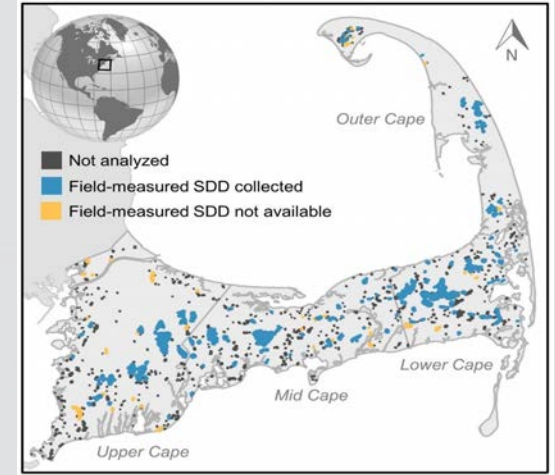 N
Outer Cape
Not analyzed
Field-measured SDD collected
Field-measured SDD not available
Lower Cape
Mid Cape
Upper Cape